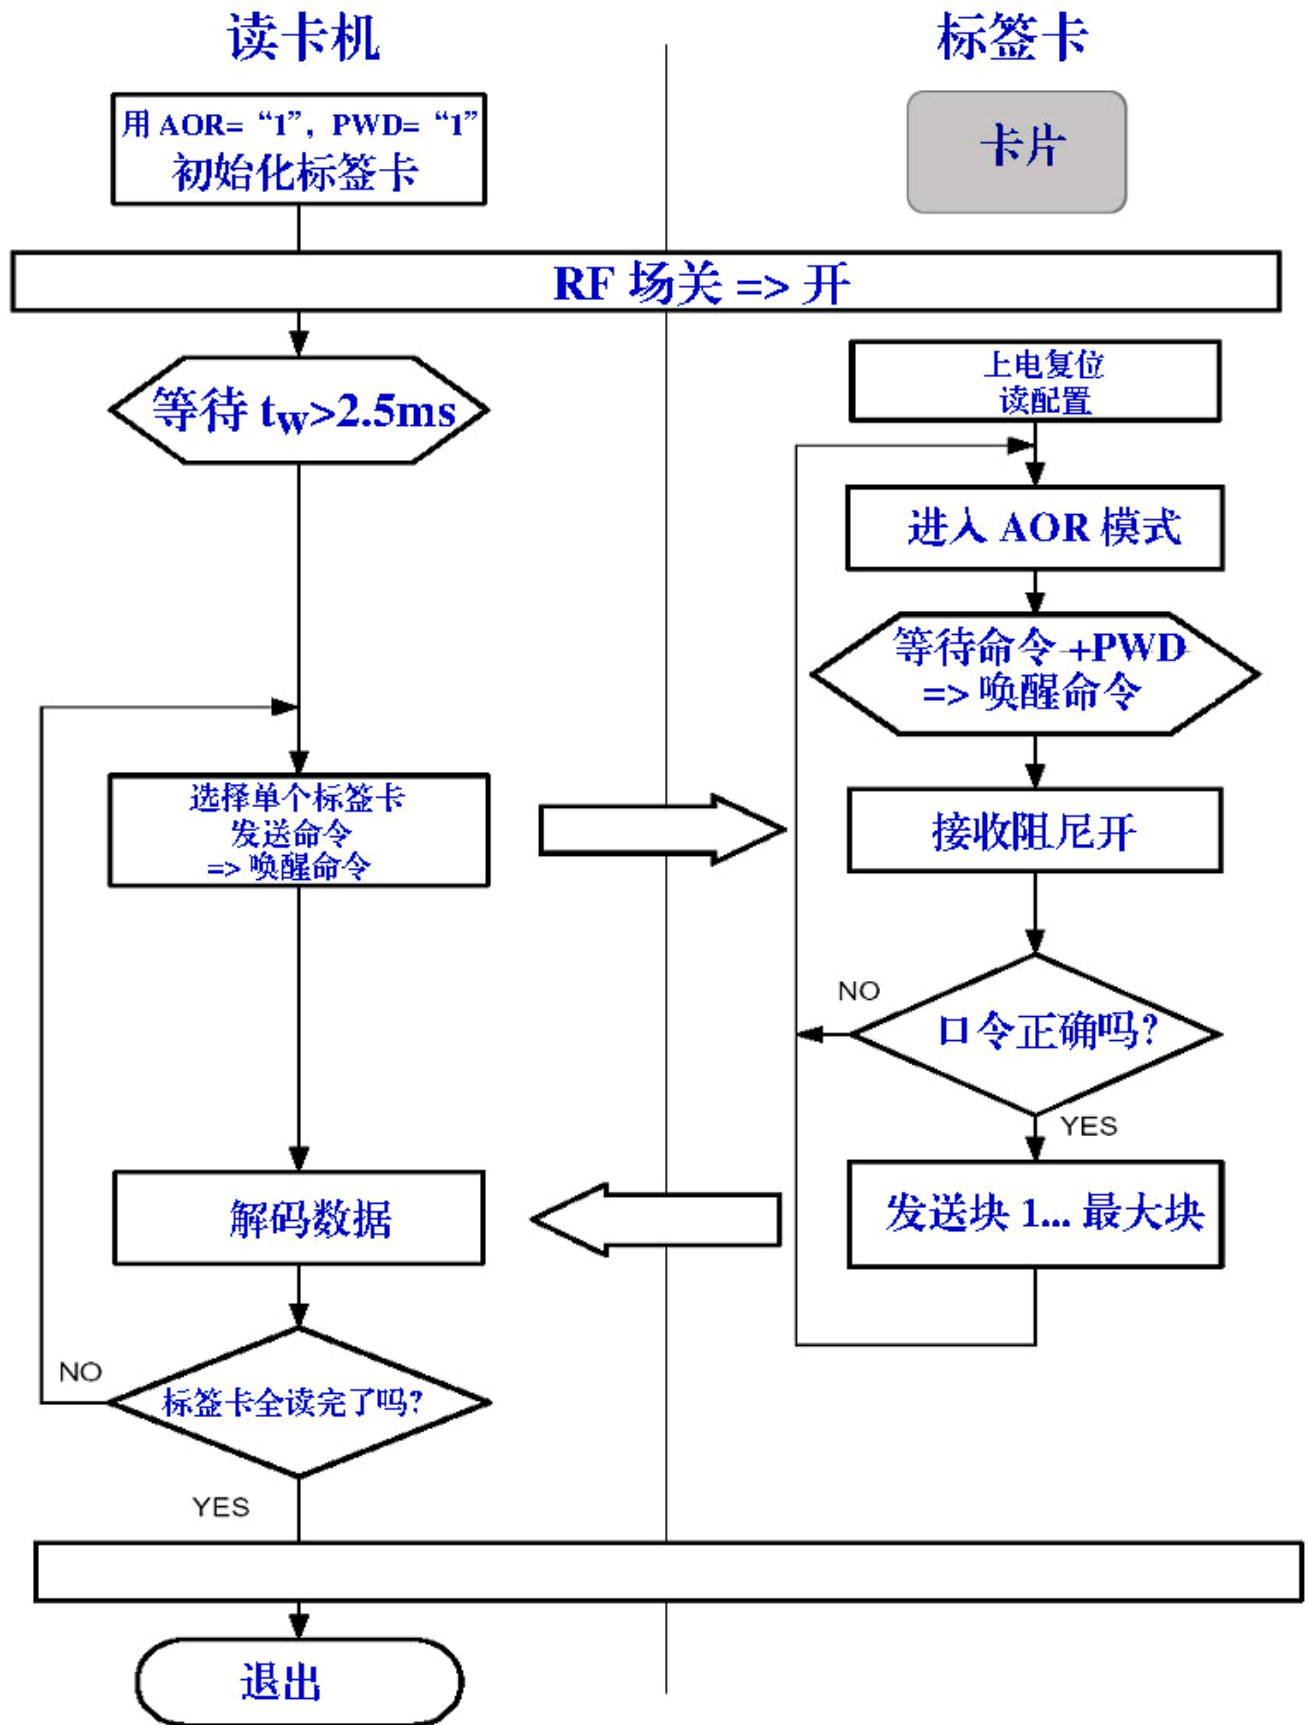 读卡机
标签卡
用 AOR= “1”, PWD= “1”
初始化标签卡
卡片
RF 场关 => 开
等待 tw>2.5ms
上电复位
读配置
进入 AOR 模式
等待命令 +PWD
=> 唤醒命令
选择单个标签卡
发送命令
=> 唤醒命令
接收阻尼开
NO
口令正确吗?
YES
解码数据
发送块 1... 最大块
NO
标签卡全读完了吗?
YES
退出